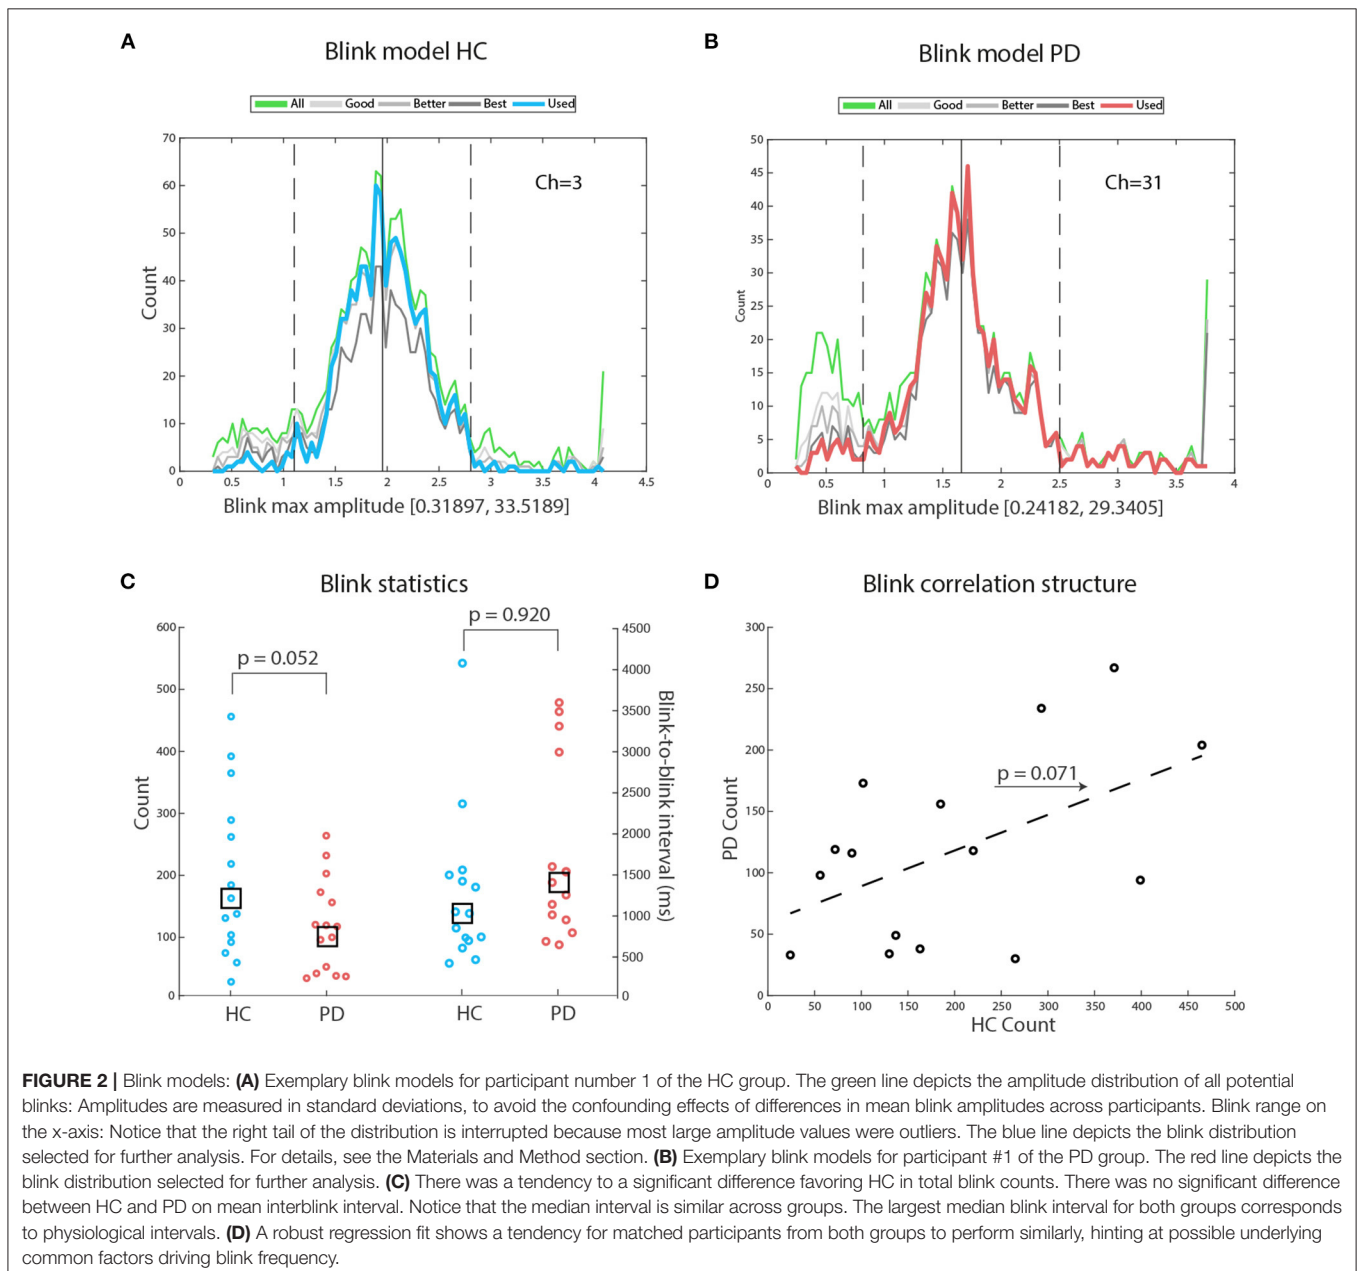 A
Blink model HC
All Good Better Best Used
70
60
50
40
30
20
10
0
Count
Ch=3
0 0.5 1 1.5 2 2.5 3 3.5 4 4.5
Blink max amplitude [0.31897, 33.5189]
B
Blink model PD
All Good Better Best Used
50
45
40
35
30
25
20
15
10
5
0
Count
Ch=31
0 0.5 1 1.5 2 2.5 3 3.5 4
Blink max amplitude [0.24182, 29.3405]
C
Blink statistics
600
500
400
300
200
100
0
Count
p = 0.052
p = 0.920
4500
4000
3500
3000
2500
2000
1500
1000
500
0
Blink-to-blink interval (ms)
HC PD HC PD
D
Blink correlation structure
300
250
200
150
100
50
0
PD Count
p = 0.071
50 100 150 200 250 300 350 400 450 500
HC Count
FIGURE 2 | Blink models: (A) Exemplary blink models for participant number 1 of the HC group. The green line depicts the amplitude distribution of all potential
blinks: Amplitudes are measured in standard deviations, to avoid the confounding effects of differences in mean blink amplitudes across participants. Blink range on
the x-axis: Notice that the right tail of the distribution is interrupted because most large amplitude values were outliers. The blue line depicts the blink distribution
selected for further analysis. For details, see the Materials and Method section. (B) Exemplary blink models for participant #1 of the PD group. The red line depicts the
blink distribution selected for further analysis. (C) There was a tendency to a significant difference favoring HC in total blink counts. There was no significant difference
between HC and PD on mean interblink interval. Notice that the median interval is similar across groups. The largest median blink interval for both groups corresponds
to physiological intervals. (D) A robust regression fit shows a tendency for matched participants from both groups to perform similarly, hinting at possible underlying
common factors driving blink frequency.